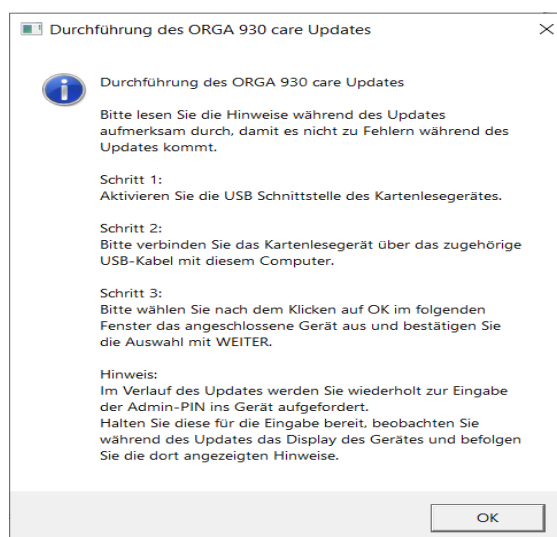 Durchführung des ORGA 930 care Updates
Durchführung des ORGA 930 care Updates
Bitte lesen Sie die Hinweise während des Updates
aufmerksam durch, damit es nicht zu Fehlern während des
Updates kommt.
Schritt 1:
Aktivieren Sie die USB Schnittstelle des Kartenlesegerätes.
Schritt 2:
Bitte verbinden Sie das Kartenlesegerät über das zugehörige
USB-Kabel mit diesem Computer.
Schritt 3:
Bitte wählen Sie nach dem Klicken auf OK im folgenden
Fenster das angeschlossene Gerät aus und bestätigen Sie
die Auswahl mit WEITER.
Hinweis:
Im Verlauf des Updates werden Sie wiederholt zur Eingabe
der Admin-PIN ins Gerät aufgefordert.
Halten Sie diese für die Eingabe bereit, beobachten Sie
während des Updates das Display des Gerätes und befolgen
Sie die dort angezeigten Hinweise.
OK